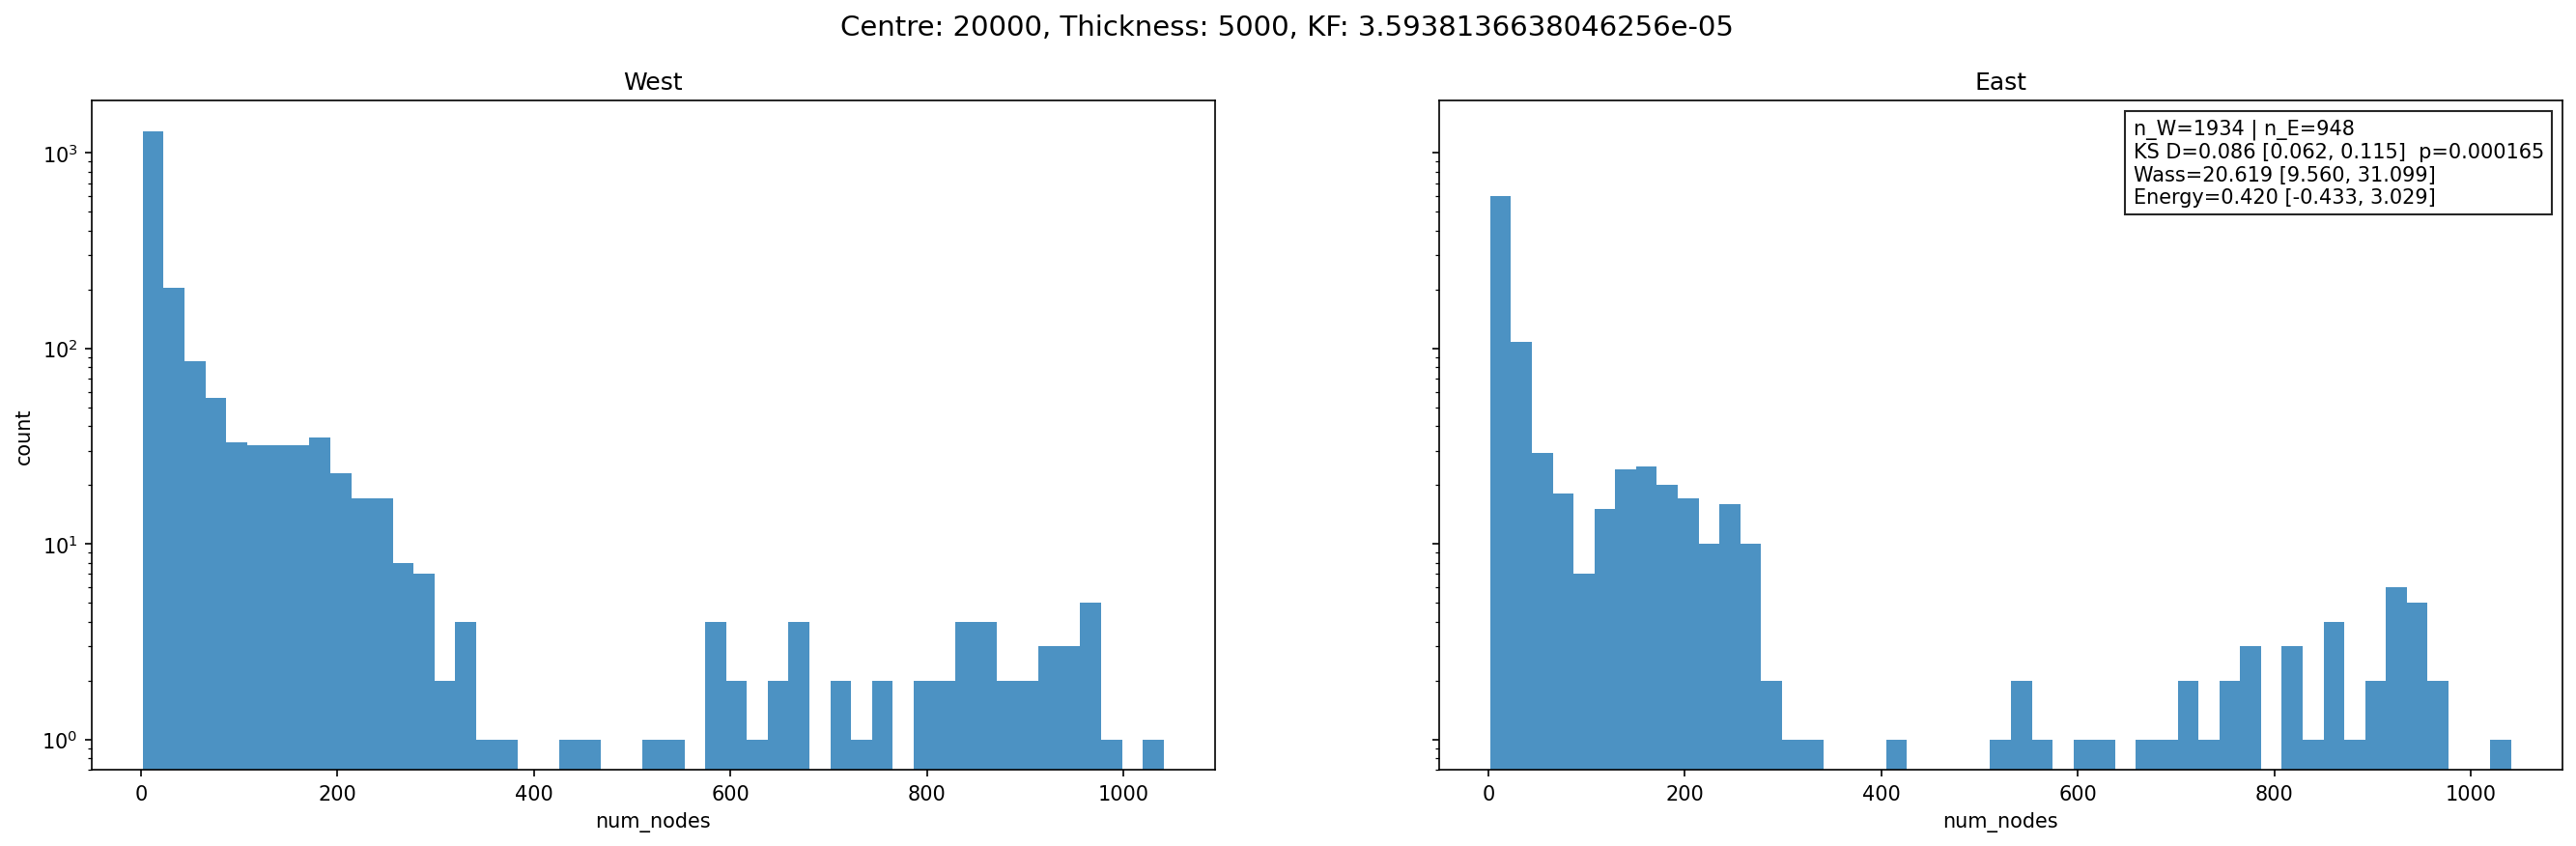 Centre: 20000, Thickness: 5000, KF: 3.5938136638046256e-05
West
East
n_W=1934 | n_E=948
KS D=0.086 [0.062, 0.115]  p=0.000165
Wass=20.619 [9.560, 31.099]
Energy=0.420 [-0.433, 3.029]
10³
10²
10¹
10⁰
count
0 200 400 600 800 1000
num_nodes
0 200 400 600 800 1000
num_nodes